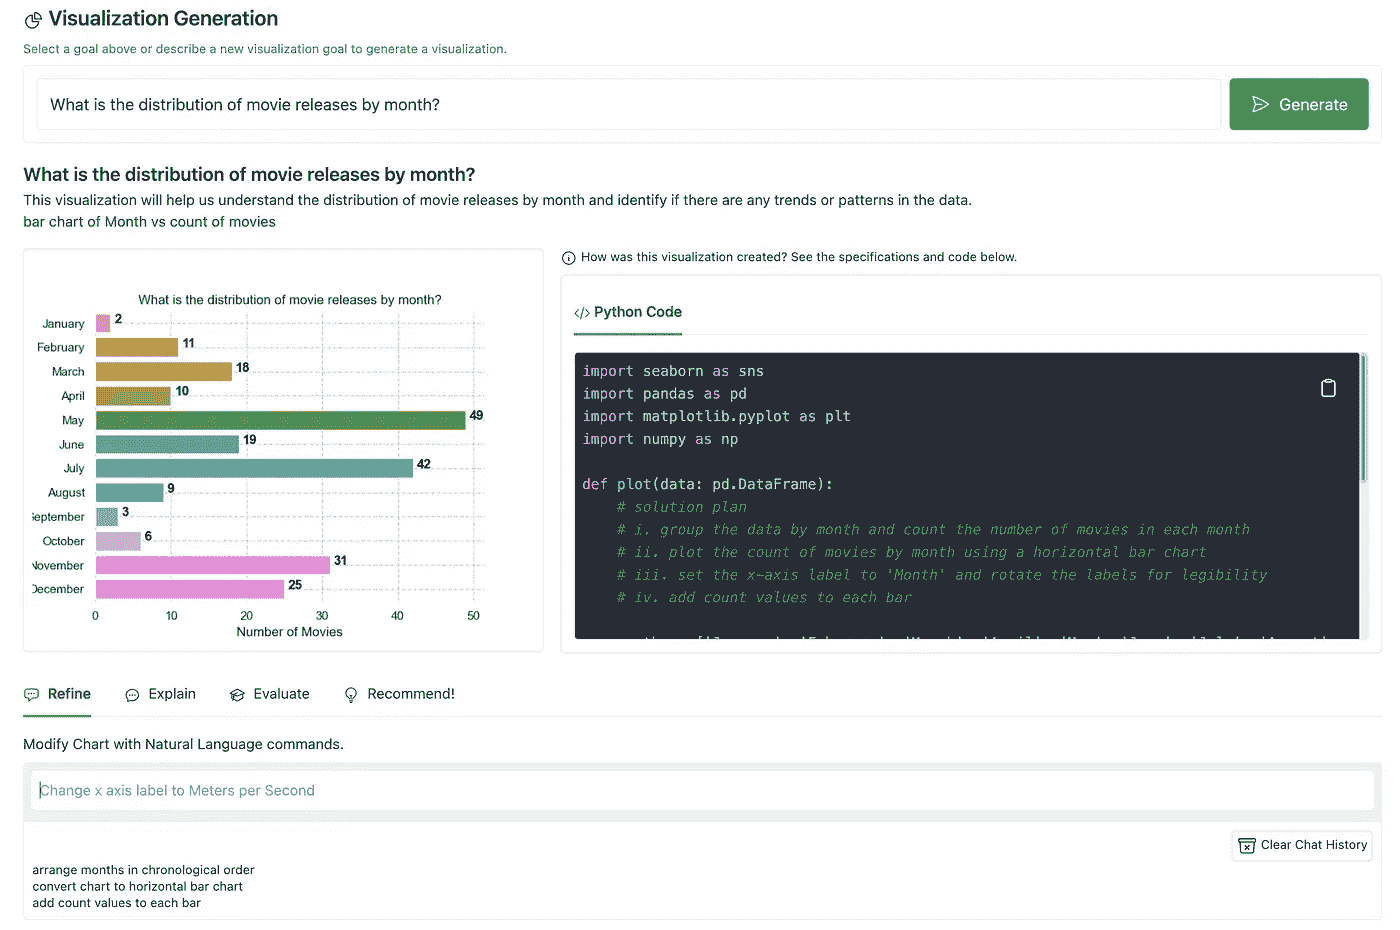 Visualization Generation
Select a goal above or describe a new visualization goal to generate a visualization.
What is the distribution of movie releases by month?
Generate
What is the distribution of movie releases by month?
This visualization will help us understand the distribution of movie releases by month and identify if there are any trends or patterns in the data.
bar chart of Month vs count of movies
What is the distribution of movie releases by month?
January 2
February 11
March 18
April 10
May 49
June 19
July 42
August 9
September 3
October 6
November 31
December 25
0 10 20 30 40 50
Number of Movies
How was this visualization created? See the specifications and code below.
</> Python Code
import seaborn as sns
import pandas as pd
import matplotlib.pyplot as plt
import numpy as np
def plot(data: pd.DataFrame):
# solution plan
# i. group the data by month and count the number of movies in each month
# ii. plot the count of movies by month using a horizontal bar chart
# iii. set the x-axis label to 'Month' and rotate the labels for legibility
# iv. add count values to each bar
Refine Explain Evaluate Recommend!
Modify Chart with Natural Language commands.
Change x axis label to Meters per Second
Clear Chat History
arrange months in chronological order
convert chart to horizontal bar chart
add count values to each bar